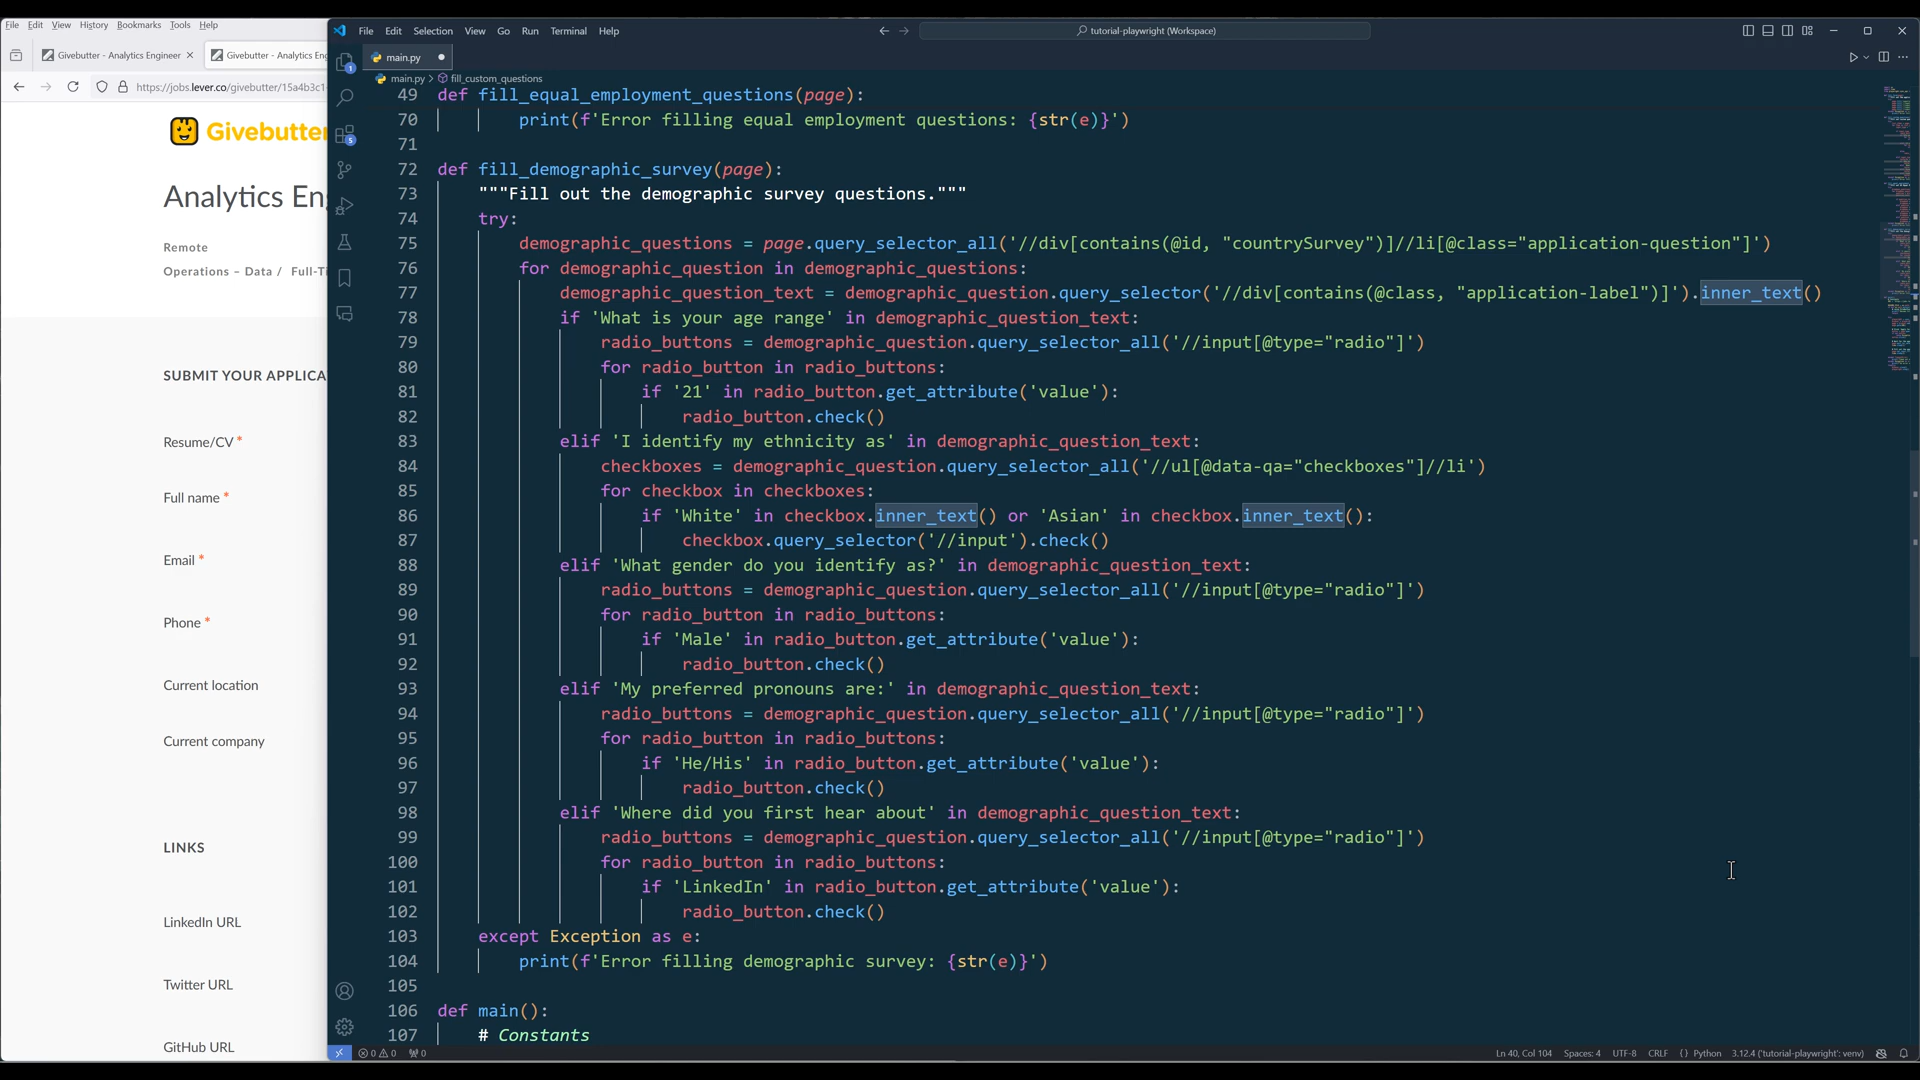 File Edit View History Bookmarks Tools Help
Givebutter - Analytics Engineer
Givebutter - Analytics Eng
https://jobs.lever.co/givebutter/15a4b3c1
Givebutter
Analytics En
Remote
Operations – Data / Full-Ti
SUBMIT YOUR APPLICA
Resume/CV *
Full name *
Email *
Phone *
Current location
Current company
LINKS
LinkedIn URL
Twitter URL
GitHub URL
File Edit Selection View Go Run Terminal Help
tutorial-playwright (Workspace)
main.py
main.py > fill_custom_questions
49 def fill_equal_employment_questions(page):
70 print(f'Error filling equal employment questions: {str(e)}')
71
72 def fill_demographic_survey(page):
73 """Fill out the demographic survey questions."""
74 try:
75 demographic_questions = page.query_selector_all('//div[contains(@id, "countrySurvey")]//li[@class="application-question"]')
76 for demographic_question in demographic_questions:
77 demographic_question_text = demographic_question.query_selector('//div[contains(@class, "application-label")]').inner_text()
78 if 'What is your age range' in demographic_question_text:
79 radio_buttons = demographic_question.query_selector_all('//input[@type="radio"]')
80 for radio_button in radio_buttons:
81 if '21' in radio_button.get_attribute('value'):
82 radio_button.check()
83 elif 'I identify my ethnicity as' in demographic_question_text:
84 checkboxes = demographic_question.query_selector_all('//ul[@data-qa="checkboxes"]//li')
85 for checkbox in checkboxes:
86 if 'White' in checkbox.inner_text() or 'Asian' in checkbox.inner_text():
87 checkbox.query_selector('//input').check()
88 elif 'What gender do you identify as?' in demographic_question_text:
89 radio_buttons = demographic_question.query_selector_all('//input[@type="radio"]')
90 for radio_button in radio_buttons:
91 if 'Male' in radio_button.get_attribute('value'):
92 radio_button.check()
93 elif 'My preferred pronouns are:' in demographic_question_text:
94 radio_buttons = demographic_question.query_selector_all('//input[@type="radio"]')
95 for radio_button in radio_buttons:
96 if 'He/His' in radio_button.get_attribute('value'):
97 radio_button.check()
98 elif 'Where did you first hear about' in demographic_question_text:
99 radio_buttons = demographic_question.query_selector_all('//input[@type="radio"]')
100 for radio_button in radio_buttons:
101 if 'LinkedIn' in radio_button.get_attribute('value'):
102 radio_button.check()
103 except Exception as e:
104 print(f'Error filling demographic survey: {str(e)}')
105
106 def main():
107 # Constants
0 0 0 Ln 40, Col 104 Spaces: 4 UTF-8 CRLF {} Python 3.12.4 ('tutorial-playwright': venv)